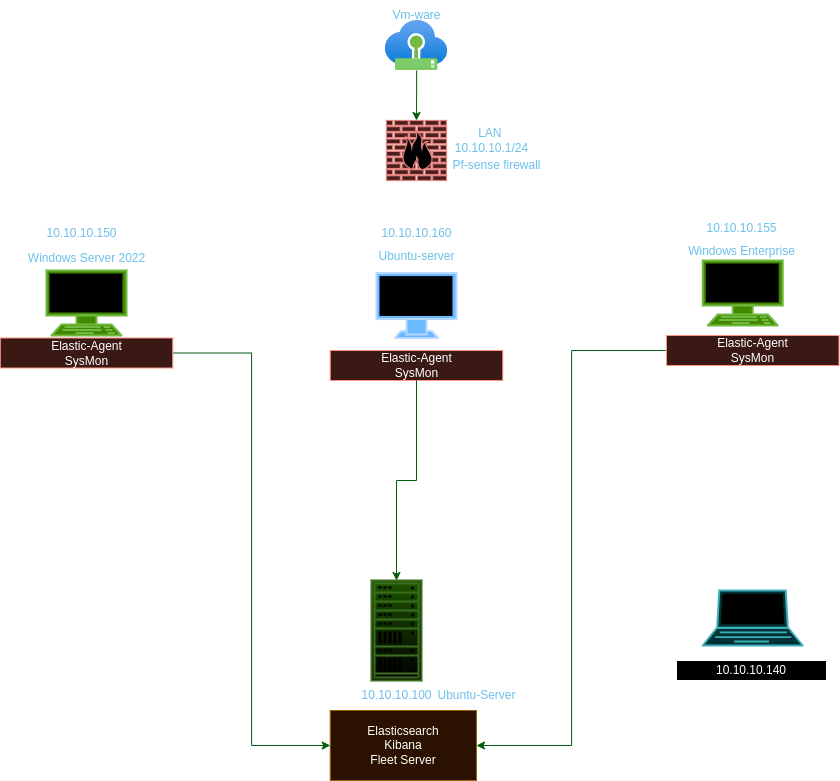 Vm-ware
LAN
10.10.10.1/24
Pf-sense firewall
10.10.10.150
Windows Server 2022
Elastic-Agent
SysMon
10.10.10.160
Ubuntu-server
Elastic-Agent
SysMon
10.10.10.155
Windows Enterprise
Elastic-Agent
SysMon
10.10.10.100 Ubuntu-Server
Elasticsearch
Kibana
Fleet Server
10.10.10.140